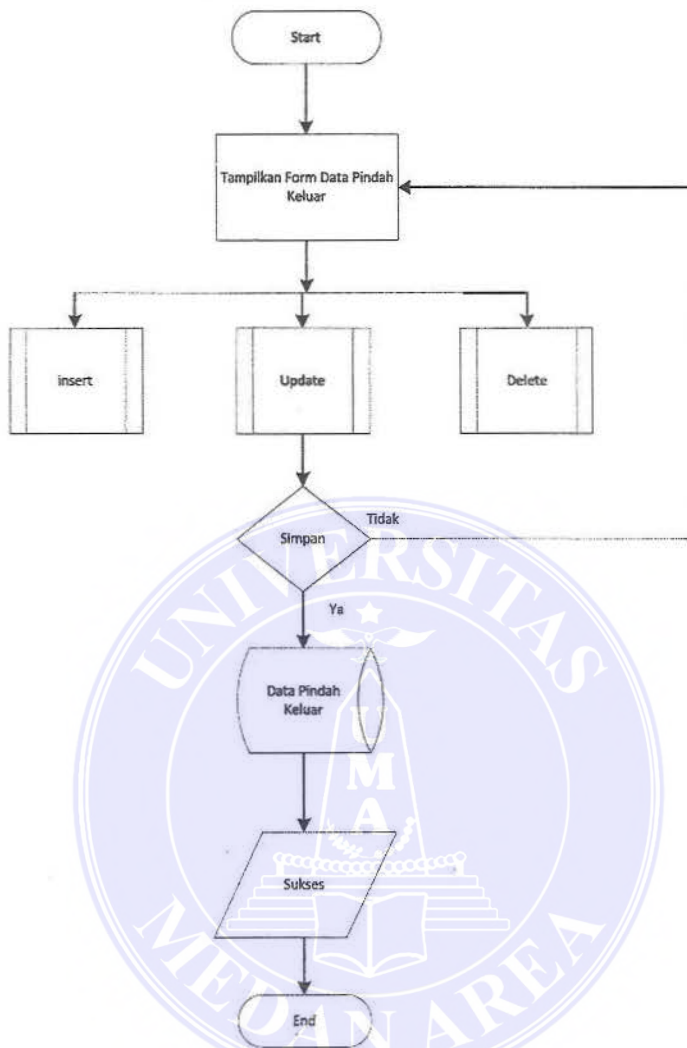 Start
Tampilkan Form Data Pindah
Keluar
insert
Update
Delete
Simpan
Tidak
Ya
Data Pindah
Keluar
Sukses
End
UNIVERSITAS
UMA
MEDAN AREA